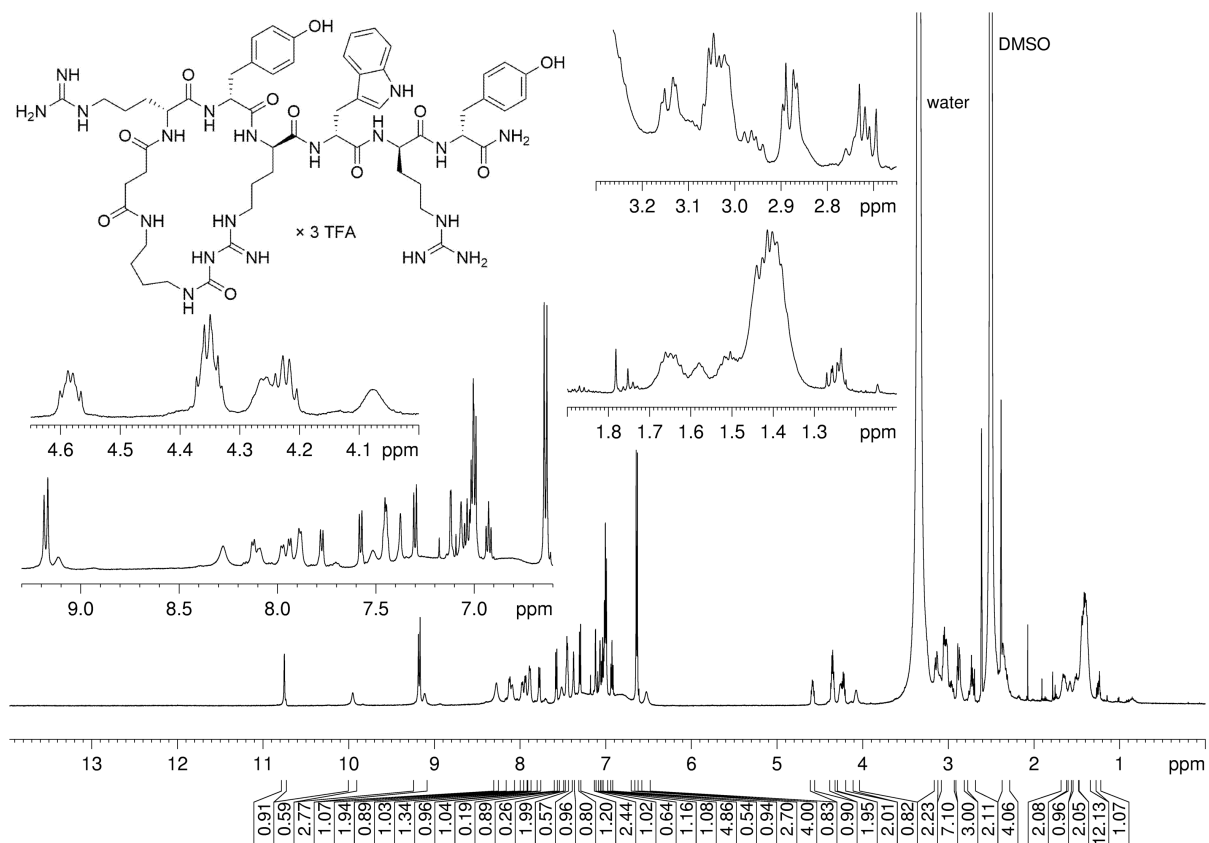 OH
NH
H2N
N
H
O
H
N
O
NH
O
N
H
O
HN
O
N
H
H
N
O
N
H
OH
NH2
O
NH
O
O
NH
HN
HN
NH
N
H
O
HN
HN
NH2
× 3 TFA
DMSO
water
3.2 3.1 3.0 2.9 2.8 ppm
1.8 1.7 1.6 1.5 1.4 1.3 ppm
4.6 4.5 4.4 4.3 4.2 4.1 ppm
9.0 8.5 8.0 7.5 7.0 ppm
13 12 11 10 9 8 7 6 5 4 3 2 1 ppm
0.91 0.59 2.77 1.07 1.94 0.89 1.03 1.34 0.96 1.04 0.19 0.89 0.26 1.99 0.57 0.96 0.80 1.20 2.44 1.02 0.64 1.16 1.08 4.86 0.54 0.94 2.70 4.00 0.83 0.90 1.95 2.01 0.82 2.23 7.10 3.00 2.11 4.06 2.08 0.96 2.05 12.13 1.07